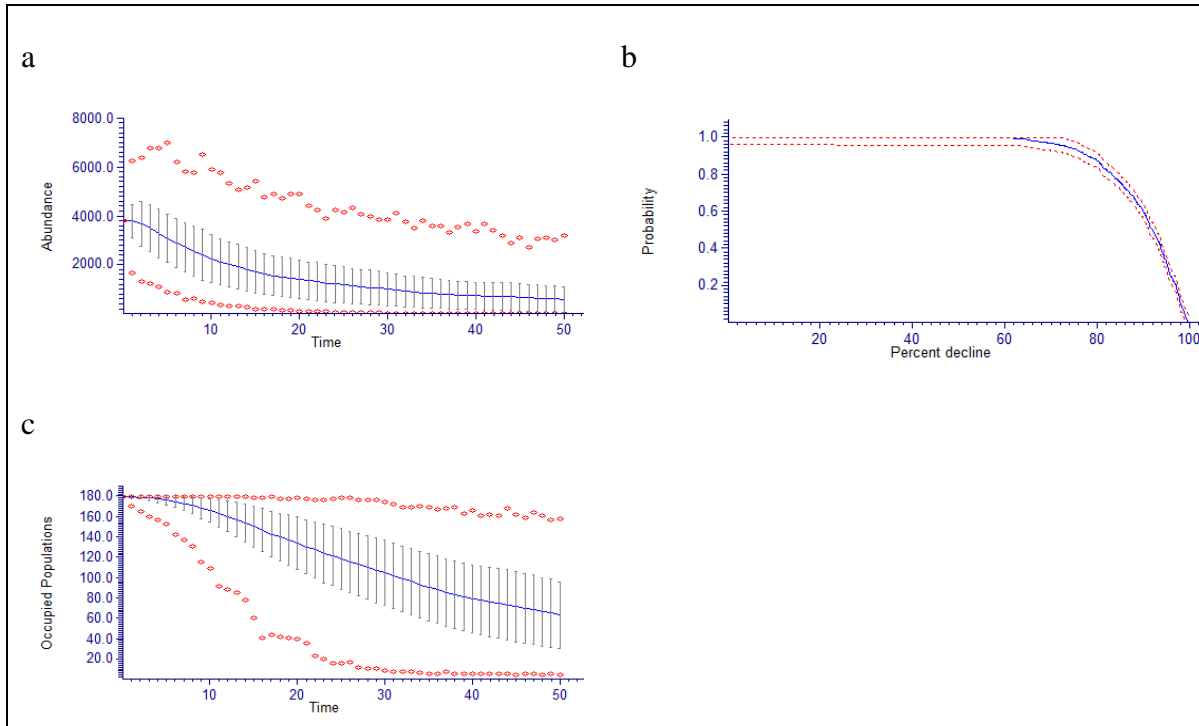 a
8000.0
6000.0
4000.0
2000.0
Abundance
10 20 30 40 50
Time
b
1.0
0.8
0.6
0.4
0.2
Probability
20 40 60 80 100
Percent decline
c
180.0
160.0
140.0
120.0
100.0
80.0
60.0
40.0
20.0
Occupied Populations
10 20 30 40 50
Time